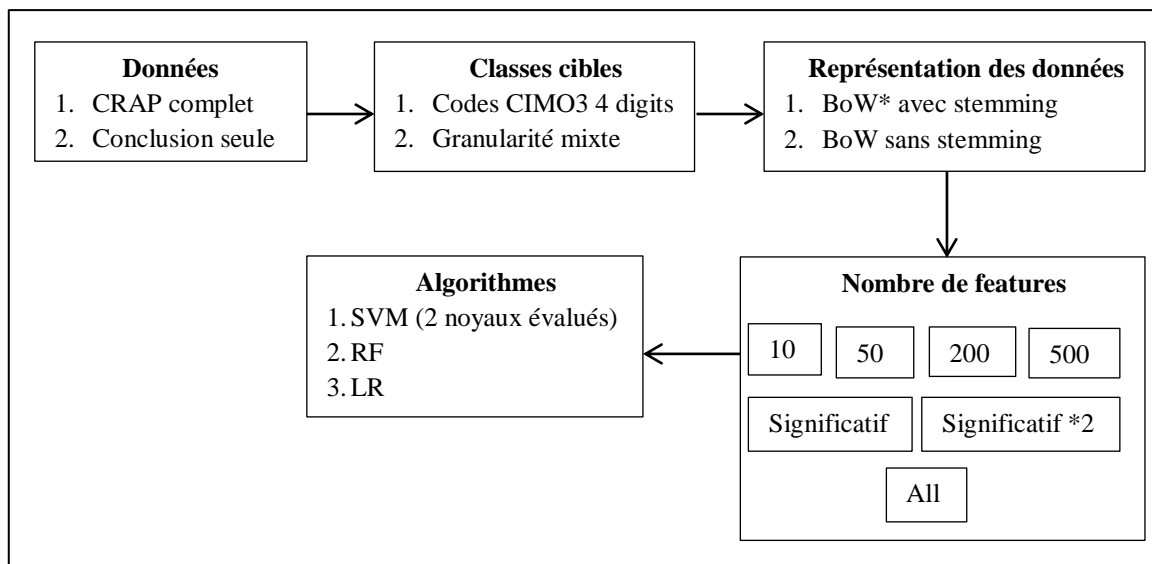 Données
1. CRAP complet
2. Conclusion seule
Classes cibles
1. Codes CIMO3 4 digits
2. Granularité mixte
Représentation des données
1. BoW* avec stemming
2. BoW sans stemming
Nombre de features
10
50
200
500
Significatif
Significatif *2
All
Algorithmes
1. SVM (2 noyaux évalués)
2. RF
3. LR